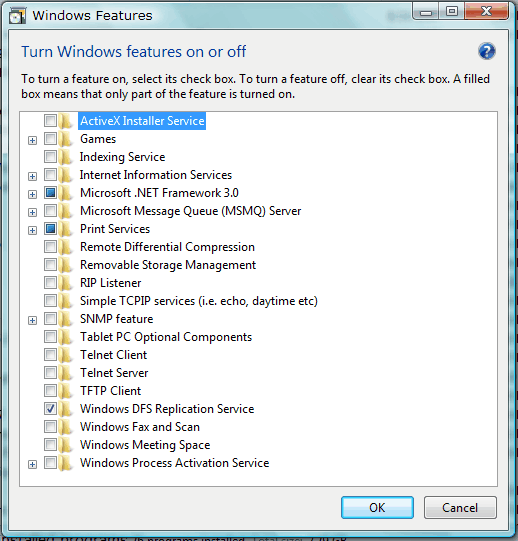 Windows Features
Turn Windows features on or off
To turn a feature on, select its check box. To turn a feature off, clear its check box. A filled
box means that only part of the feature is turned on.
ActiveX Installer Service
Games
Indexing Service
Internet Information Services
Microsoft .NET Framework 3.0
Microsoft Message Queue (MSMQ) Server
Print Services
Remote Differential Compression
Removable Storage Management
RIP Listener
Simple TCPIP services (i.e. echo, daytime etc)
SNMP feature
Tablet PC Optional Components
Telnet Client
Telnet Server
TFTP Client
Windows DFS Replication Service
Windows Fax and Scan
Windows Meeting Space
Windows Process Activation Service
OK
Cancel
programs installed